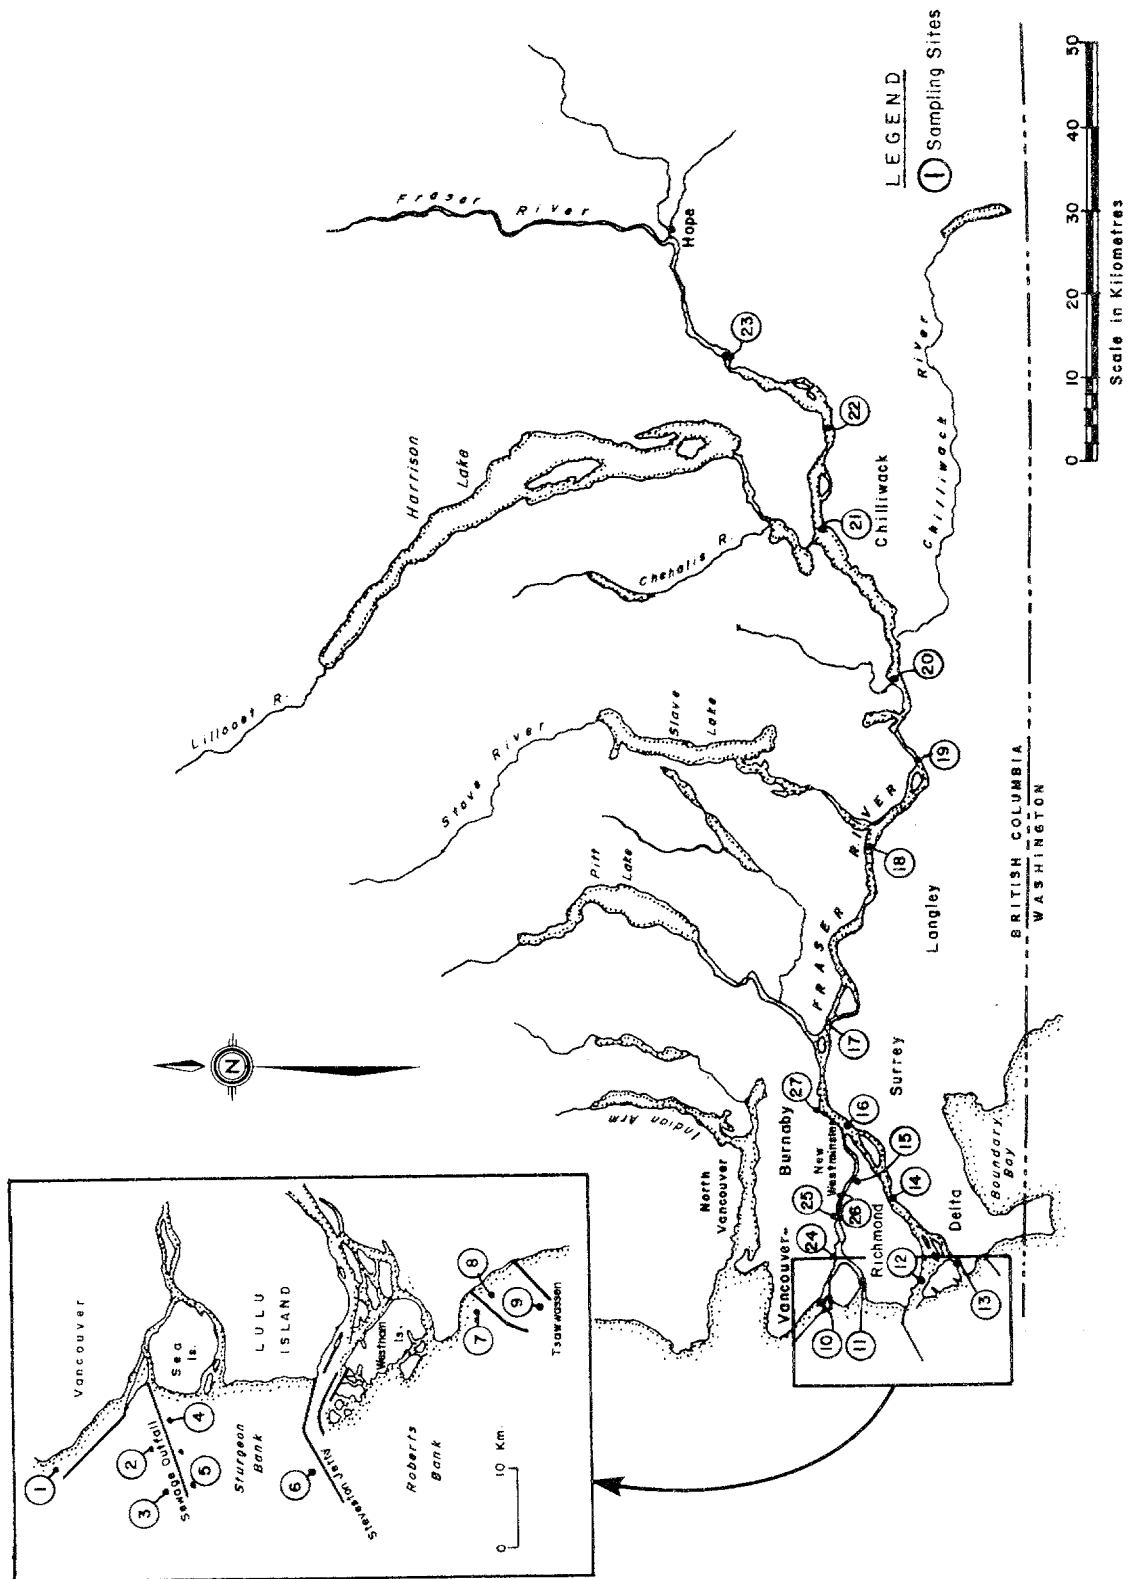 Vancouver
Sea
Is.
LULU
ISLAND
1
2
3
4
5
6
7
8
9
Sewage Outfall
Sturgeon
Bank
Steveston Jetty
Westham
Is.
Roberts
Bank
Tsawwassen
0
10 Km.
N
Lillooet R.
Harrison
Lake
Fraser
River
Hope
Stave River
Slave
Lake
Chehalis R.
Pitt
Lake
Indian Arm
North
Vancouver
Burnaby
New
Westminster
Vancouver
Richmond
Delta
Surrey
Langley
FRASER
RIVER
Chilliwack
Chilliwack River
Boundary
Bay
10
11
12
13
14
15
16
17
18
19
20
21
22
23
24
25
26
27
BRITISH COLUMBIA
WASHINGTON
LEGEND
1 Sampling Sites
0 10 20 30 40 50
Scale in Kilometres